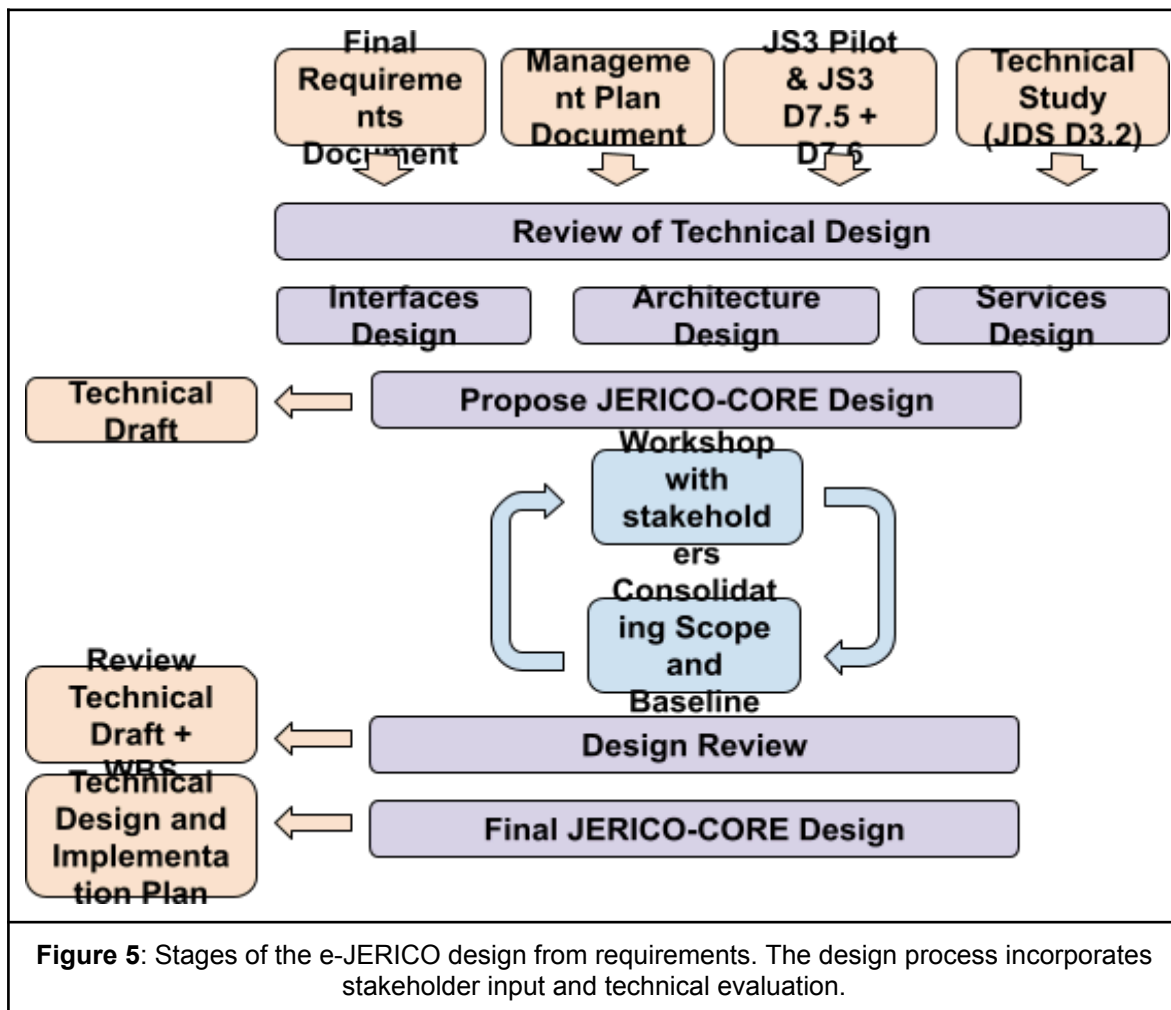 Final
Requireme
nts
Document
Manageme
nt Plan
Document
JS3 Pilot
& JS3
D7.5 +
D7.6
Technical
Study
(JDS D3.2)
Review of Technical Design
Interfaces
Design
Architecture
Design
Services
Design
Technical
Draft
Propose JERICO-CORE Design
Workshop
with
stakehold
ers
Consolidat
ing Scope
and
Baseline
Review
Technical
Draft +
WBS
Design Review
Technical
Design and
Implementa
tion Plan
Final JERICO-CORE Design
Figure 5: Stages of the e-JERICO design from requirements. The design process incorporates
stakeholder input and technical evaluation.